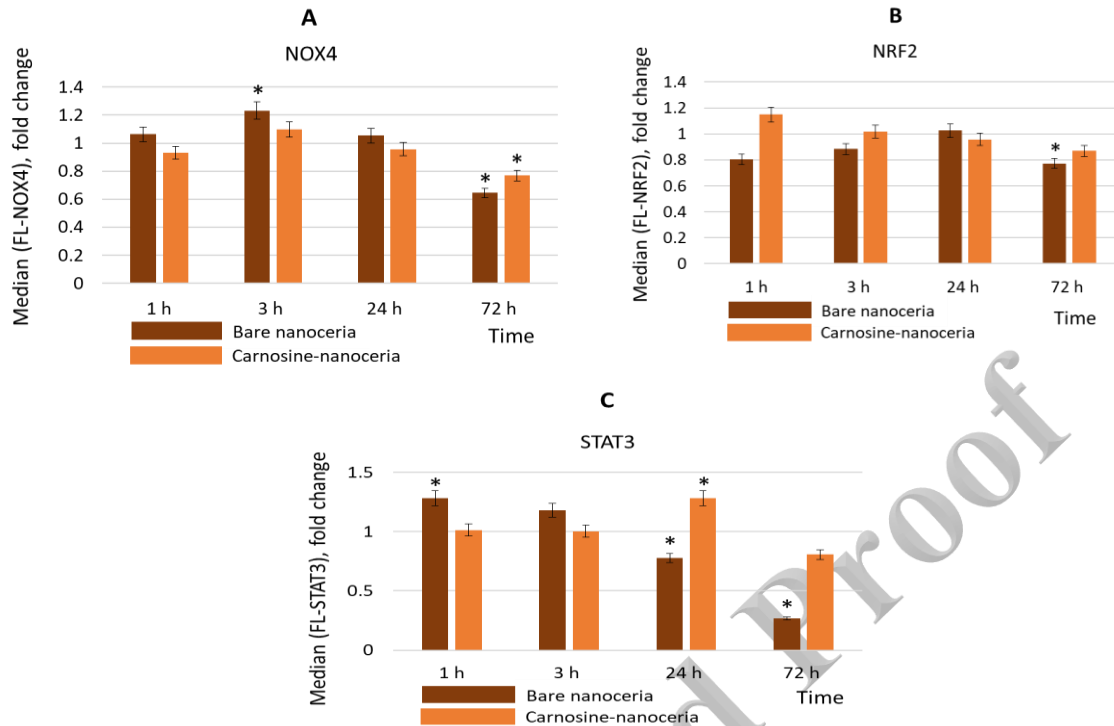 A
NOX4
Median (FL-NOX4), fold change
1.4
1.2
1
0.8
0.6
0.4
0.2
0
*
*
*
1 h
3 h
24 h
72 h
Time
Bare nanoceria
Carnosine-nanoceria
B
NRF2
Median (FL-NRF2), fold change
1.4
1.2
1
0.8
0.6
0.4
0.2
0
*
1 h
3 h
24 h
72 h
Time
Bare nanoceria
Carnosine-nanoceria
C
STAT3
Median (FL-STAT3), fold change
1.5
1
0.5
0
*
*
*
*
1 h
3 h
24 h
72 h
Time
Bare nanoceria
Carnosine-nanoceria
d Proof